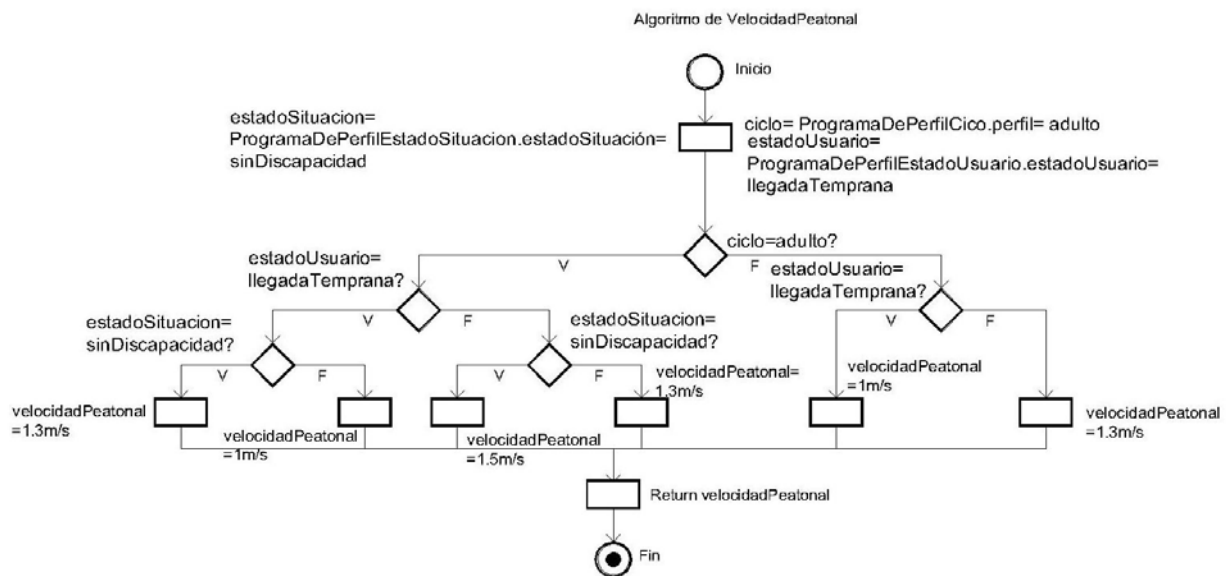 Algoritmo de VelocidadPeatonal
Inicio
estadoSituacion=
ProgramaDePerfilEstadoSituacion.estadoSituación=
sinDiscapacidad
ciclo= ProgramaDePerfilCico.perfil= adulto
estadoUsuario=
ProgramaDePerfilEstadoUsuario.estadoUsuario=
llegadaTemprana
ciclo=adulto?
V
F
estadoUsuario=
llegadaTemprana?
estadoUsuario=
llegadaTemprana?
V
F
V
F
estadoSituacion=
sinDiscapacidad?
estadoSituacion=
sinDiscapacidad?
V
F
V
F
velocidadPeatonal
=1.3m/s
velocidadPeatonal
=1m/s
velocidadPeatonal
=1.5m/s
velocidadPeatonal=
1.3m/s
velocidadPeatonal
=1m/s
velocidadPeatonal
=1.3m/s
Return velocidadPeatonal
Fin